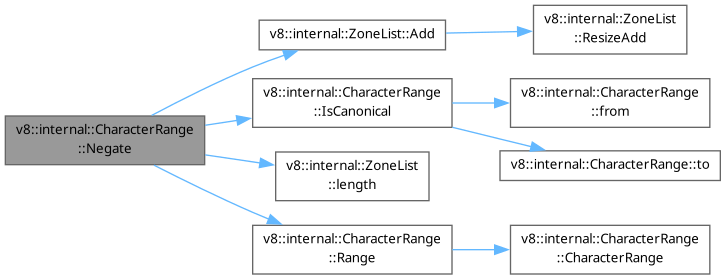 v8::internal::CharacterRange
::Negate
v8::internal::ZoneList::Add
v8::internal::ZoneList
::ResizeAdd
v8::internal::CharacterRange
::IsCanonical
v8::internal::CharacterRange
::from
v8::internal::CharacterRange::to
v8::internal::ZoneList
::length
v8::internal::CharacterRange
::Range
v8::internal::CharacterRange
::CharacterRange